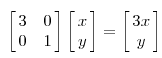 [3 0; 0 1] [x; y] = [3x; y]